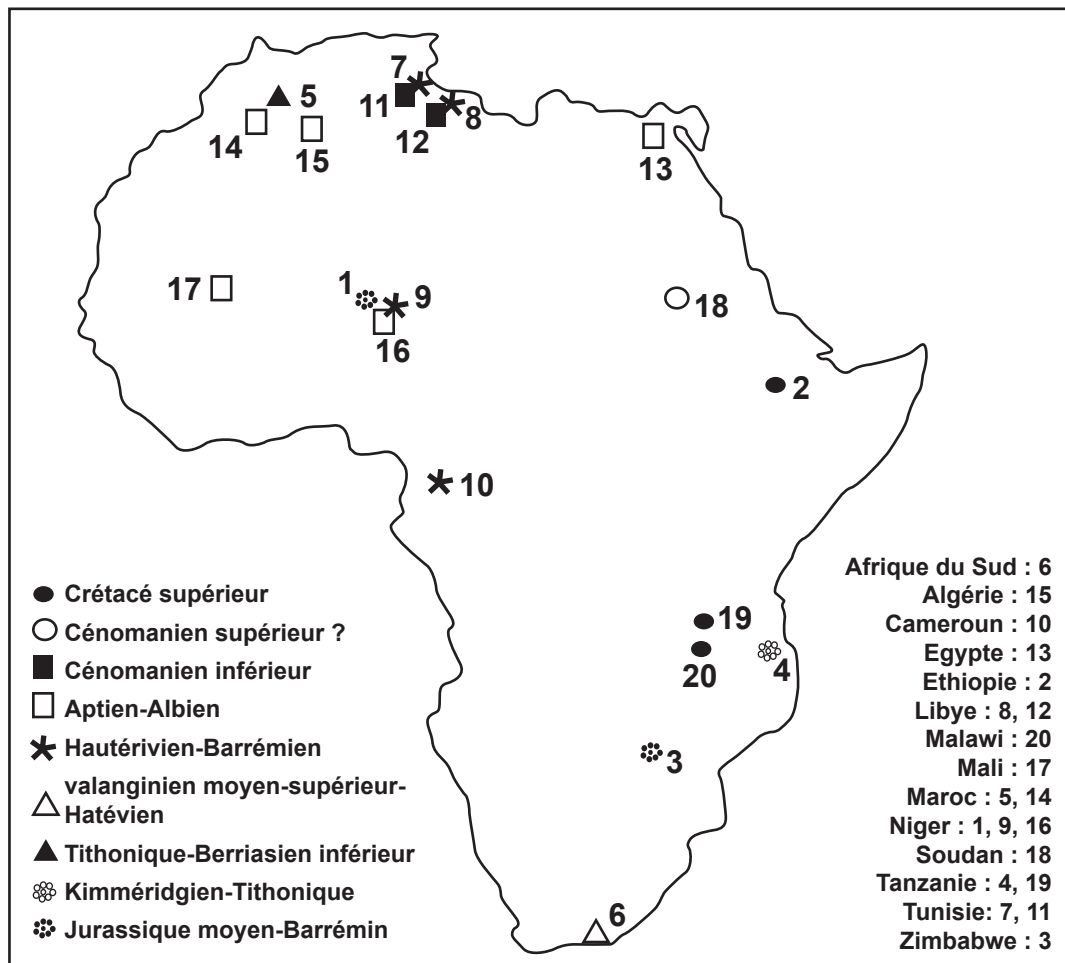 7
5
11
8
12
14
15
13
1
9
17
18
16
2
10
Crétacé supérieur
Cénomanien supérieur ?
Cénomanien inférieur
Aptien-Albien
Hautérivien-Barrémien
valanginien moyen-supérieur-
Hatévien
Tithonique-Berriasien inférieur
Kimméridgien-Tithonique
Jurassique moyen-Barrémin
19
20
4
3
6
Afrique du Sud : 6
Algérie : 15
Cameroun : 10
Egypte : 13
Ethiopie : 2
Libye : 8, 12
Malawi : 20
Mali : 17
Maroc : 5, 14
Niger : 1, 9, 16
Soudan : 18
Tanzanie : 4, 19
Tunisie: 7, 11
Zimbabwe : 3